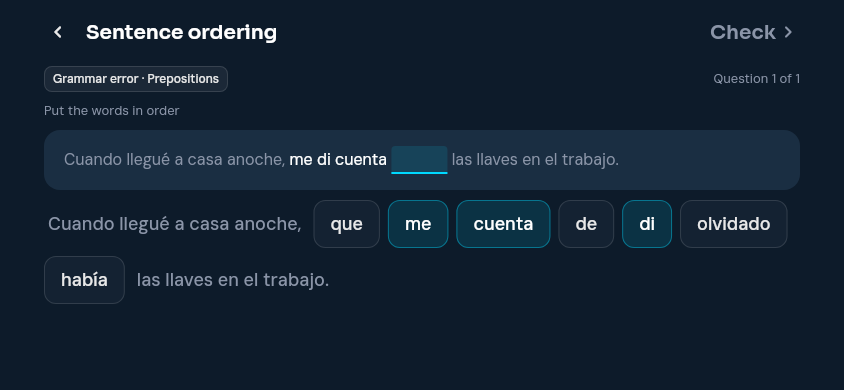 Sentence ordering
Check
Grammar error · Prepositions
Question 1 of 1
Put the words in order
Cuando llegué a casa anoche, me di cuenta las llaves en el trabajo.
Cuando llegué a casa anoche, que me cuenta de di olvidado
había las llaves en el trabajo.